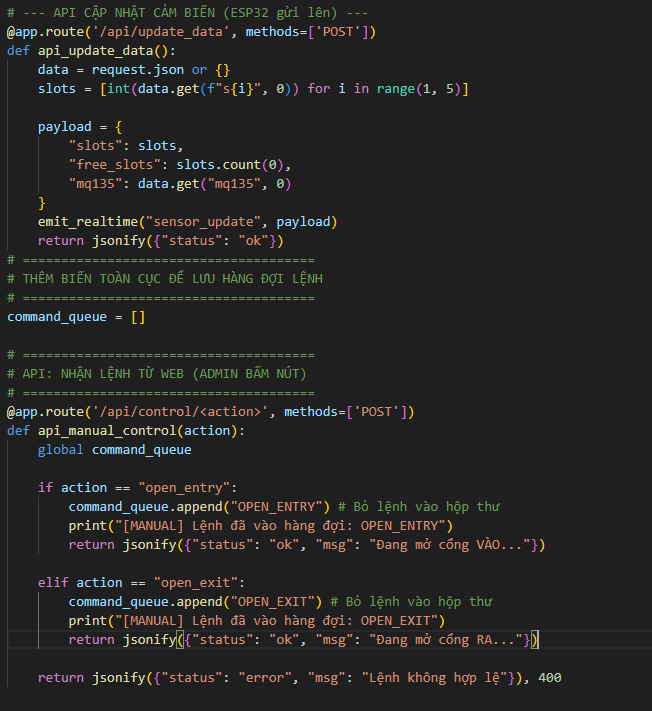 # --- API CẬP NHẬT CẢM BIẾN (ESP32 gửi lên) ---
@app.route('/api/update_data', methods=['POST'])
def api_update_data():
    data = request.json or {}
    slots = [int(data.get(f"s{i}", 0)) for i in range(1, 5)]

    payload = {
        "slots": slots,
        "free_slots": slots.count(0),
        "mq135": data.get("mq135", 0)
    }
    emit_realtime("sensor_update", payload)
    return jsonify({"status": "ok"})
# ======================================
# THÊM BIẾN TOÀN CỤC ĐỂ LƯU HÀNG ĐỢI LỆNH
# ======================================
command_queue = []

# ======================================
# API: NHẬN LỆNH TỪ WEB (ADMIN BẤM NÚT)
# ======================================
@app.route('/api/control/<action>', methods=['POST'])
def api_manual_control(action):
    global command_queue

    if action == "open_entry":
        command_queue.append("OPEN_ENTRY") # Bỏ lệnh vào hộp thư
        print("[MANUAL] Lệnh đã vào hàng đợi: OPEN_ENTRY")
        return jsonify({"status": "ok", "msg": "Đang mở cổng VÀO..."})

    elif action == "open_exit":
        command_queue.append("OPEN_EXIT") # Bỏ lệnh vào hộp thư
        print("[MANUAL] Lệnh đã vào hàng đợi: OPEN_EXIT")
        return jsonify({"status": "ok", "msg": "Đang mở cổng RA..."})

    return jsonify({"status": "error", "msg": "Lệnh không hợp lệ"}), 400